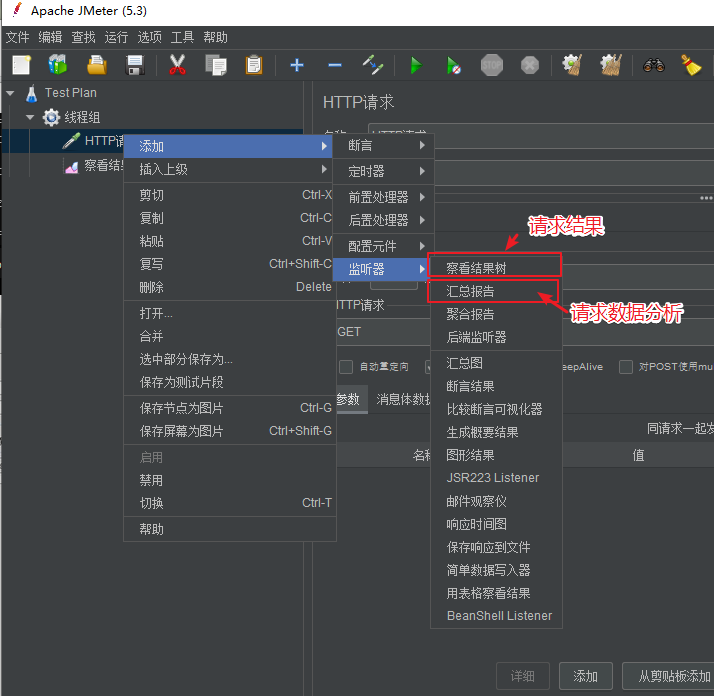 Apache JMeter (5.3)
文件 编辑 查找 运行 选项 工具 帮助
Test Plan
线程组
HTTP请
察看结果
HTTP请求
HTTP请求
添加
插入上级
剪切 Ctrl-X
复制 Ctrl-C
粘贴 Ctrl-V
复写 Ctrl+Shift-C
删除 Delete
打开...
合并
选中部分保存为...
保存为测试片段
保存节点为图片 Ctrl-G
保存屏幕为图片 Ctrl+Shift-G
启用
禁用
切换 Ctrl-T
帮助
断言
定时器
前置处理器
后置处理器
配置元件
监听器
请求结果
察看结果树
汇总报告
请求数据分析
聚合报告
后端监听器
汇总图
断言结果
比较断言可视化器
生成概要结果
图形结果
JSR223 Listener
邮件观察仪
响应时间图
保存响应到文件
简单数据写入器
用表格察看结果
BeanShell Listener
TTP请求
GET
自动重定向
eepAlive
对POST使用mu
参数 消息体数据
同请求一起发
名称
值
详细 添加 从剪贴板添加